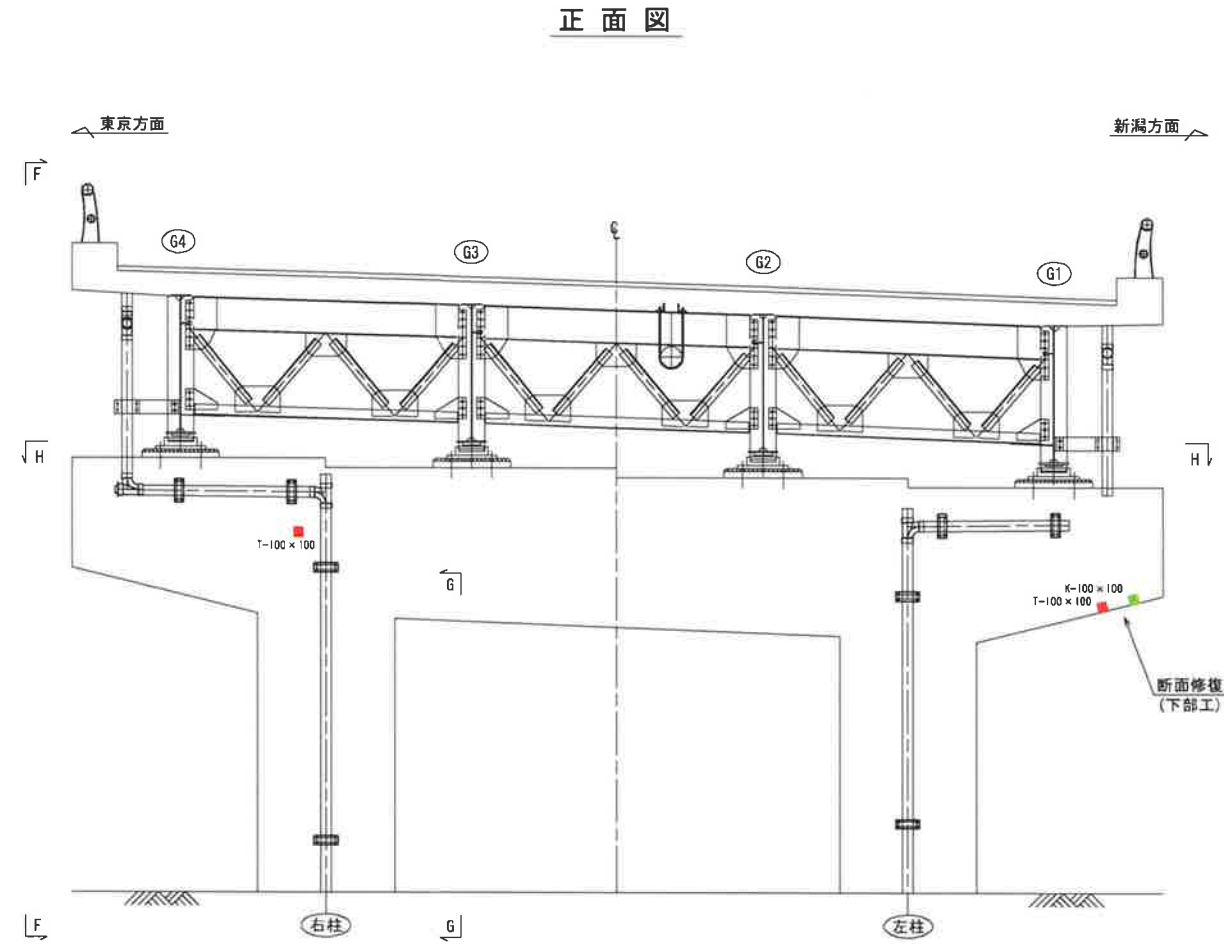 正面図
東京方面
新潟方面
F
G4
G3
℄
G2
G1
H
H
T-100×100
G
K-100×100
T-100×100
断面修復
(下部工)
F
右柱
G
左柱